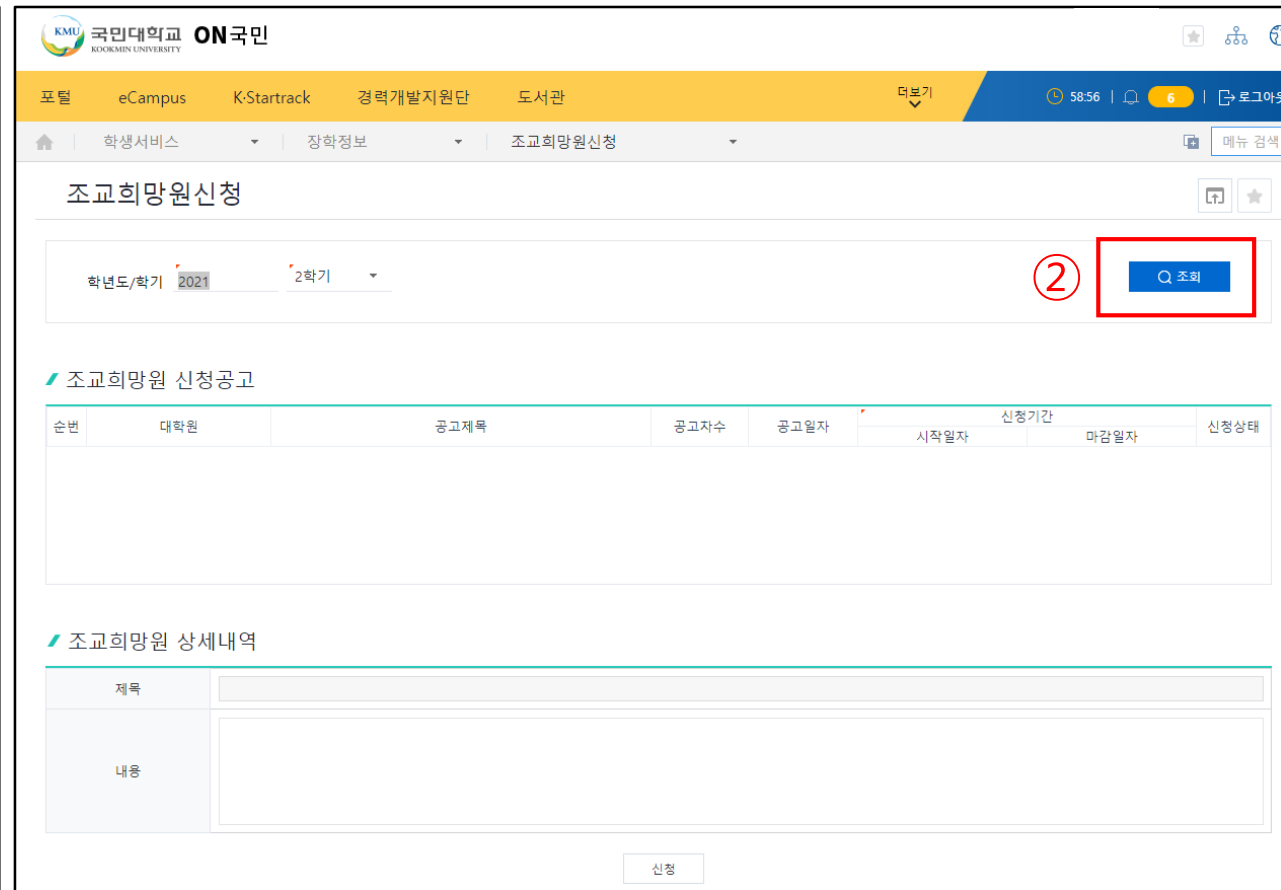 KMU 국민대학교 ON국민
KOOKMIN UNIVERSITY
포털 eCampus K·Startrack 경력개발지원단 도서관 더보기 58:56 6 로그아웃
학생서비스 장학정보 조교희망원신청 메뉴 검색
조교희망원신청
학년도/학기 2021 2학기 ② 조회
조교희망원 신청공고
순번 대학원 공고제목 공고차수 공고일자 신청기간 신청상태
시작일자 마감일자
조교희망원 상세내역
제목
내용
신청